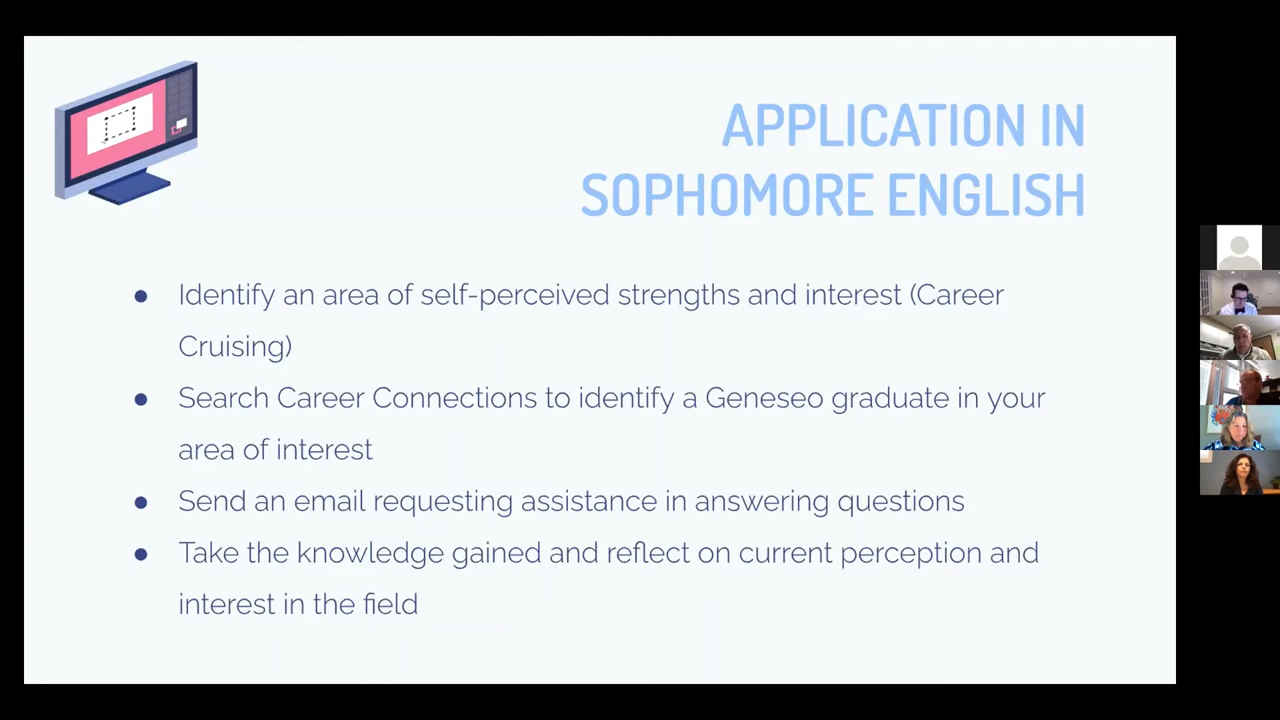 APPLICATION IN
SOPHOMORE ENGLISH
● Identify an area of self-perceived strengths and interest (Career
Cruising)
● Search Career Connections to identify a Geneseo graduate in your
area of interest
● Send an email requesting assistance in answering questions
● Take the knowledge gained and reflect on current perception and
interest in the field